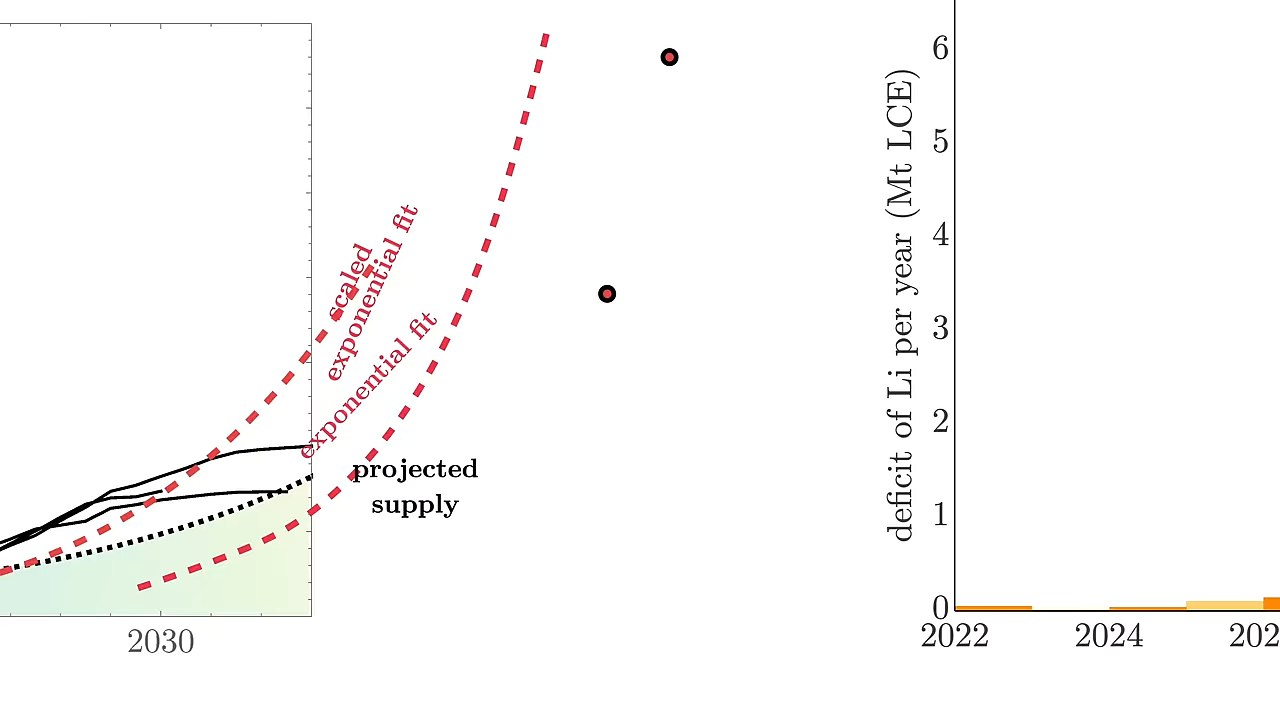 scaled
exponential fit
exponential fit
projected
supply
2030
deficit of Li per year (Mt LCE)
6
5
4
3
2
1
0
2022
2024
202